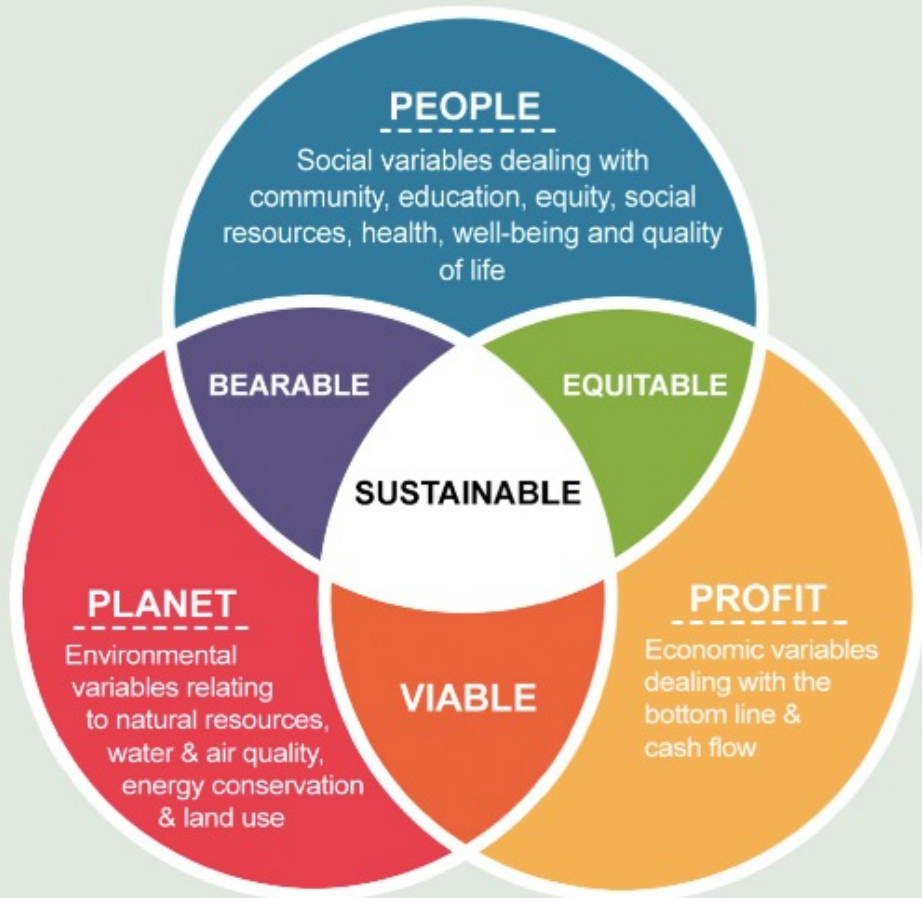 PEOPLE
Social variables dealing with
community, education, equity, social
resources, health, well-being and quality
of life
BEARABLE
EQUITABLE
SUSTAINABLE
PLANET
Environmental
variables relating
to natural resources,
water & air quality,
energy conservation
& land use
VIABLE
PROFIT
Economic variables
dealing with the
bottom line &
cash flow